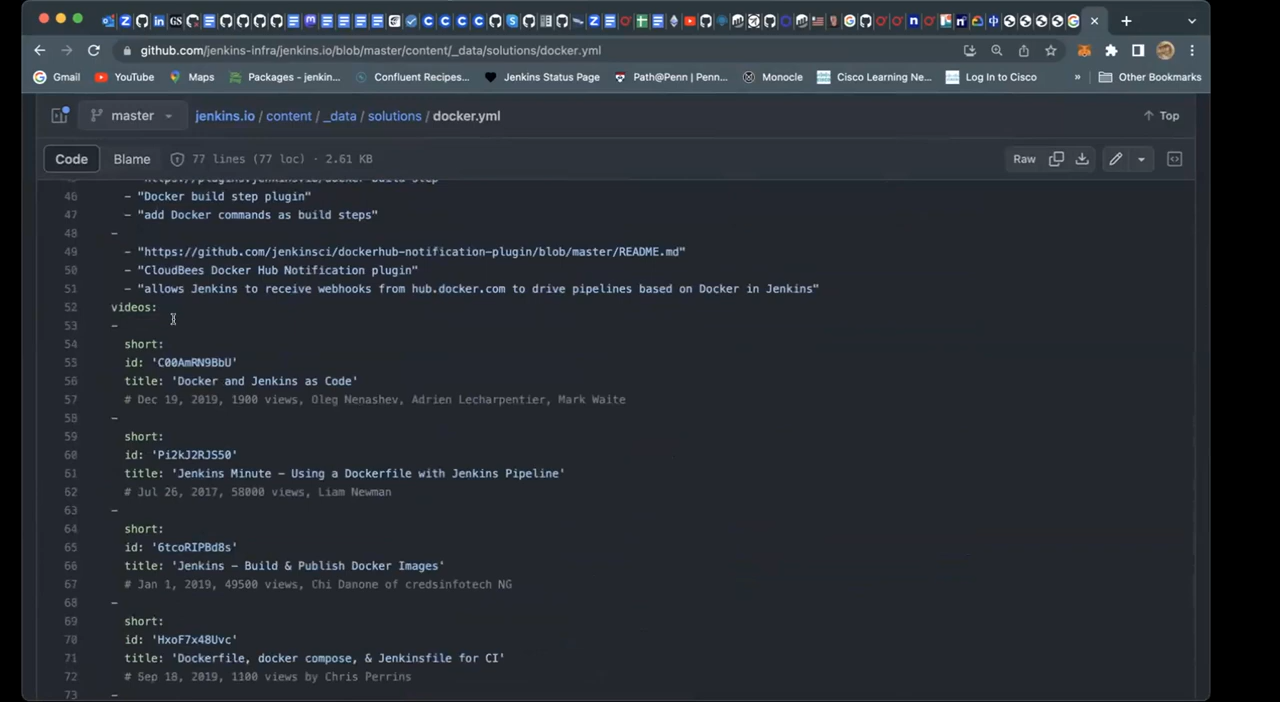 github.com/jenkins-infra/jenkins.io/blob/master/content/_data/solutions/docker.yml
Gmail YouTube Maps Packages - jenkin... Confluent Recipes... Jenkins Status Page Path@Penn | Penn... Monocle Cisco Learning Ne... Log In to Cisco » Other Bookmarks
master jenkins.io / content / _data / solutions / docker.yml Top
Code Blame 77 lines (77 loc) · 2.61 KB Raw
46 - "Docker build step plugin"
47 - "add Docker commands as build steps"
48 -
49 - "https://github.com/jenkinsci/dockerhub-notification-plugin/blob/master/README.md"
50 - "CloudBees Docker Hub Notification plugin"
51 - "allows Jenkins to receive webhooks from hub.docker.com to drive pipelines based on Docker in Jenkins"
52 videos:
53 -
54 short:
55 id: 'C00AmRN9BbU'
56 title: 'Docker and Jenkins as Code'
57 # Dec 19, 2019, 1900 views, Oleg Nenashev, Adrien Lecharpentier, Mark Waite
58 -
59 short:
60 id: 'Pi2kJ2RJS50'
61 title: 'Jenkins Minute - Using a Dockerfile with Jenkins Pipeline'
62 # Jul 26, 2017, 58000 views, Liam Newman
63 -
64 short:
65 id: '6tcoRIPBd8s'
66 title: 'Jenkins - Build & Publish Docker Images'
67 # Jan 1, 2019, 49500 views, Chi Danone of credsinfotech NG
68 -
69 short:
70 id: 'HxoF7x48Uvc'
71 title: 'Dockerfile, docker compose, & Jenkinsfile for CI'
72 # Sep 18, 2019, 1100 views by Chris Perrins
73 -